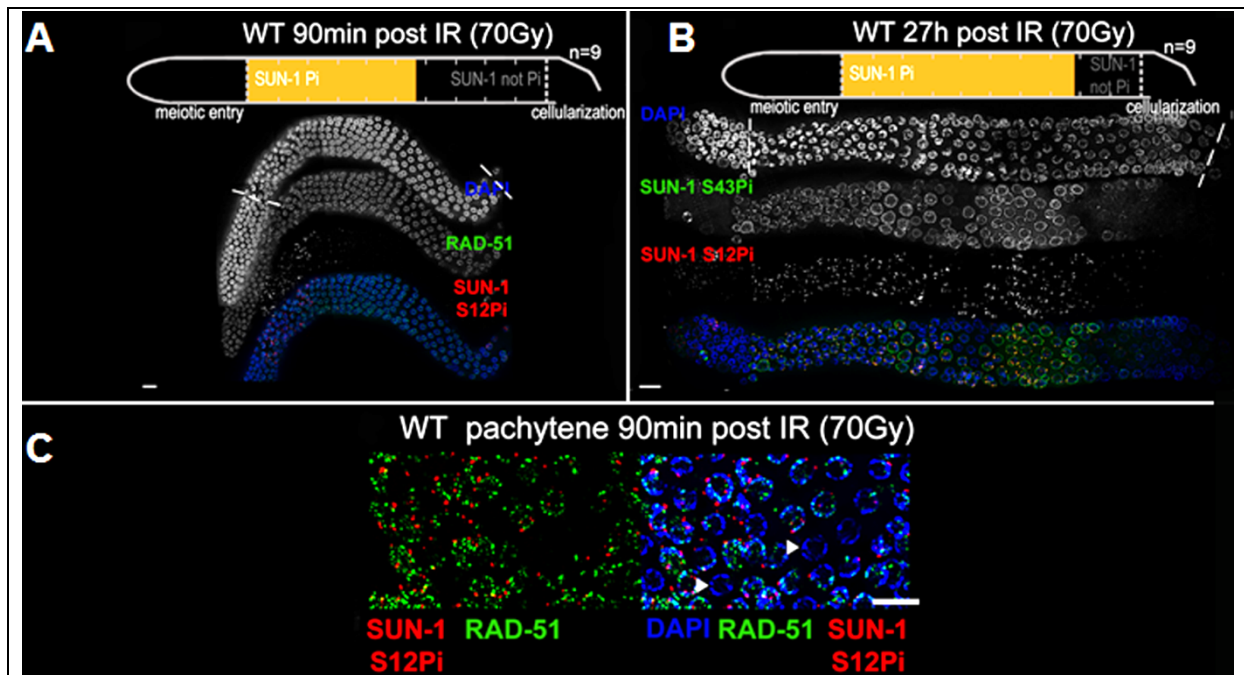 A
WT 90min post IR (70Gy)
n=9
SUN-1 Pi
SUN-1 not Pi
meiotic entry
cellularization
DAPI
RAD-51
SUN-1
S12Pi
B
WT 27h post IR (70Gy)
n=9
SUN-1 Pi
SUN-1
not Pi
meiotic entry
cellularization
DAPI
SUN-1 S43Pi
SUN-1 S12Pi
C
WT pachytene 90min post IR (70Gy)
SUN-1 RAD-51
S12Pi
DAPI RAD-51 SUN-1
S12Pi